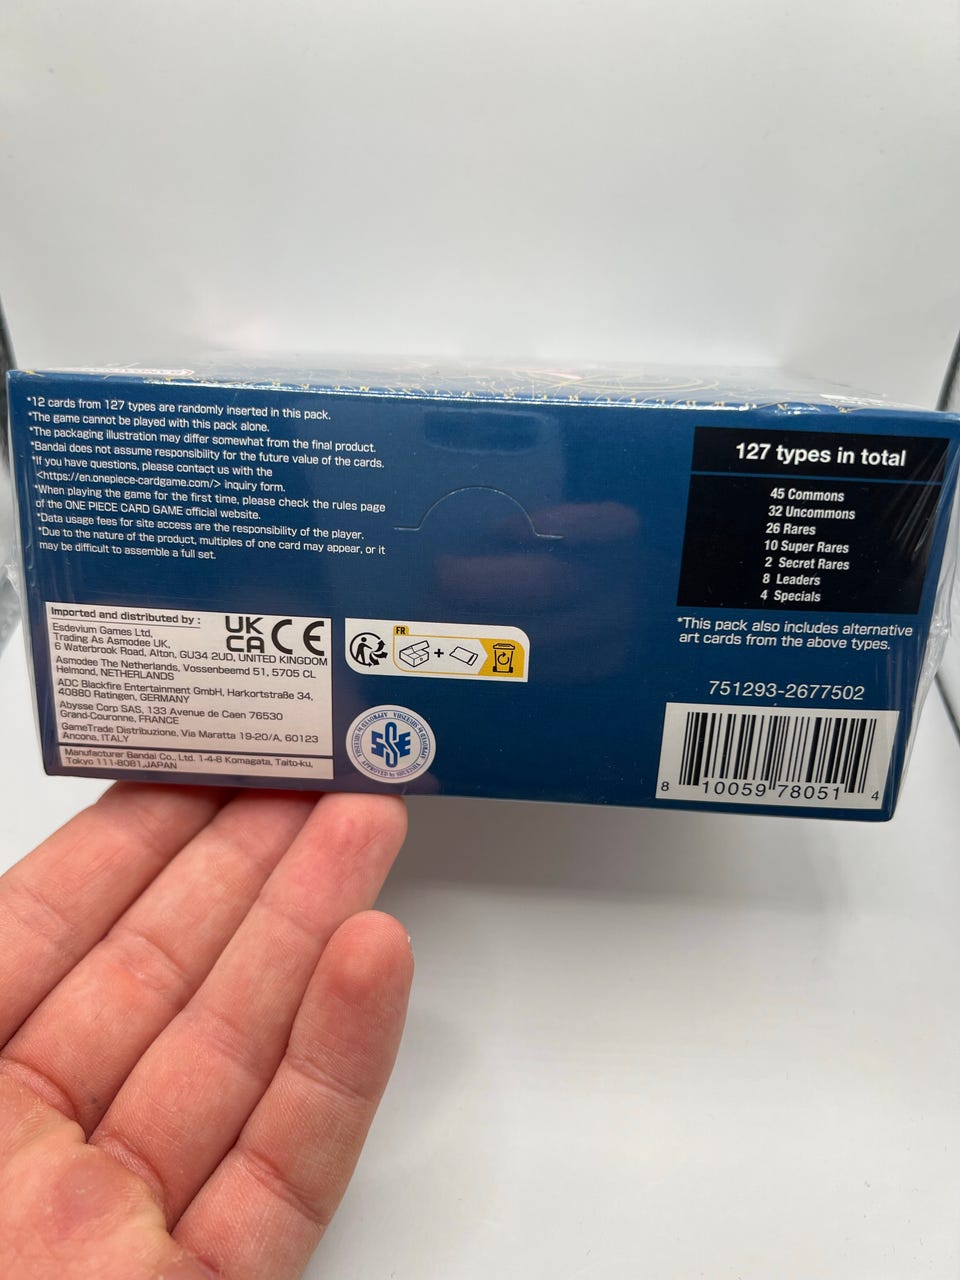 *12 cards from 127 types are randomly inserted in this pack.
*The game cannot be played with this pack alone.
*The packaging illustration may differ somewhat from the final product.
*Bandai does not assume responsibility for the future value of the cards.
*If you have questions, please contact us with the
<https://en.onepiece-cardgame.com/> inquiry form.
*When playing the game for the first time, please check the rules page
of the ONE PIECE CARD GAME official website.
*Data usage fees for site access are the responsibility of the player.
*Due to the nature of the product, multiples of one card may appear, or it
may be difficult to assemble a full set.
127 types in total
45 Commons
32 Uncommons
26 Rares
10 Super Rares
2 Secret Rares
8 Leaders
4 Specials
*This pack also includes alternative
art cards from the above types.
Imported and distributed by :
Esdevium Games Ltd,
Trading As Asmodee UK,
6 Waterbrook Road, Alton, GU34 2UD, UNITED KINGDOM
Asmodee The Netherlands, Vossenbeemd 51, 5705 CL
Helmond, NETHERLANDS
ADC Blackfire Entertainment GmbH, Harkortstraße 34,
40880 Ratingen, GERMANY
Abysse Corp SAS, 133 Avenue de Caen 76530
Grand-Couronne, FRANCE
GameTrade Distribuzione, Via Maratta 19-20/A, 60123
Ancona, ITALY
Manufacturer Bandai Co., Ltd. 1-4-8 Komagata, Taito-ku,
Tokyo 111-8081,JAPAN
UK
CA
CE
FR
+
751293-2677502
8 10059 78051 4